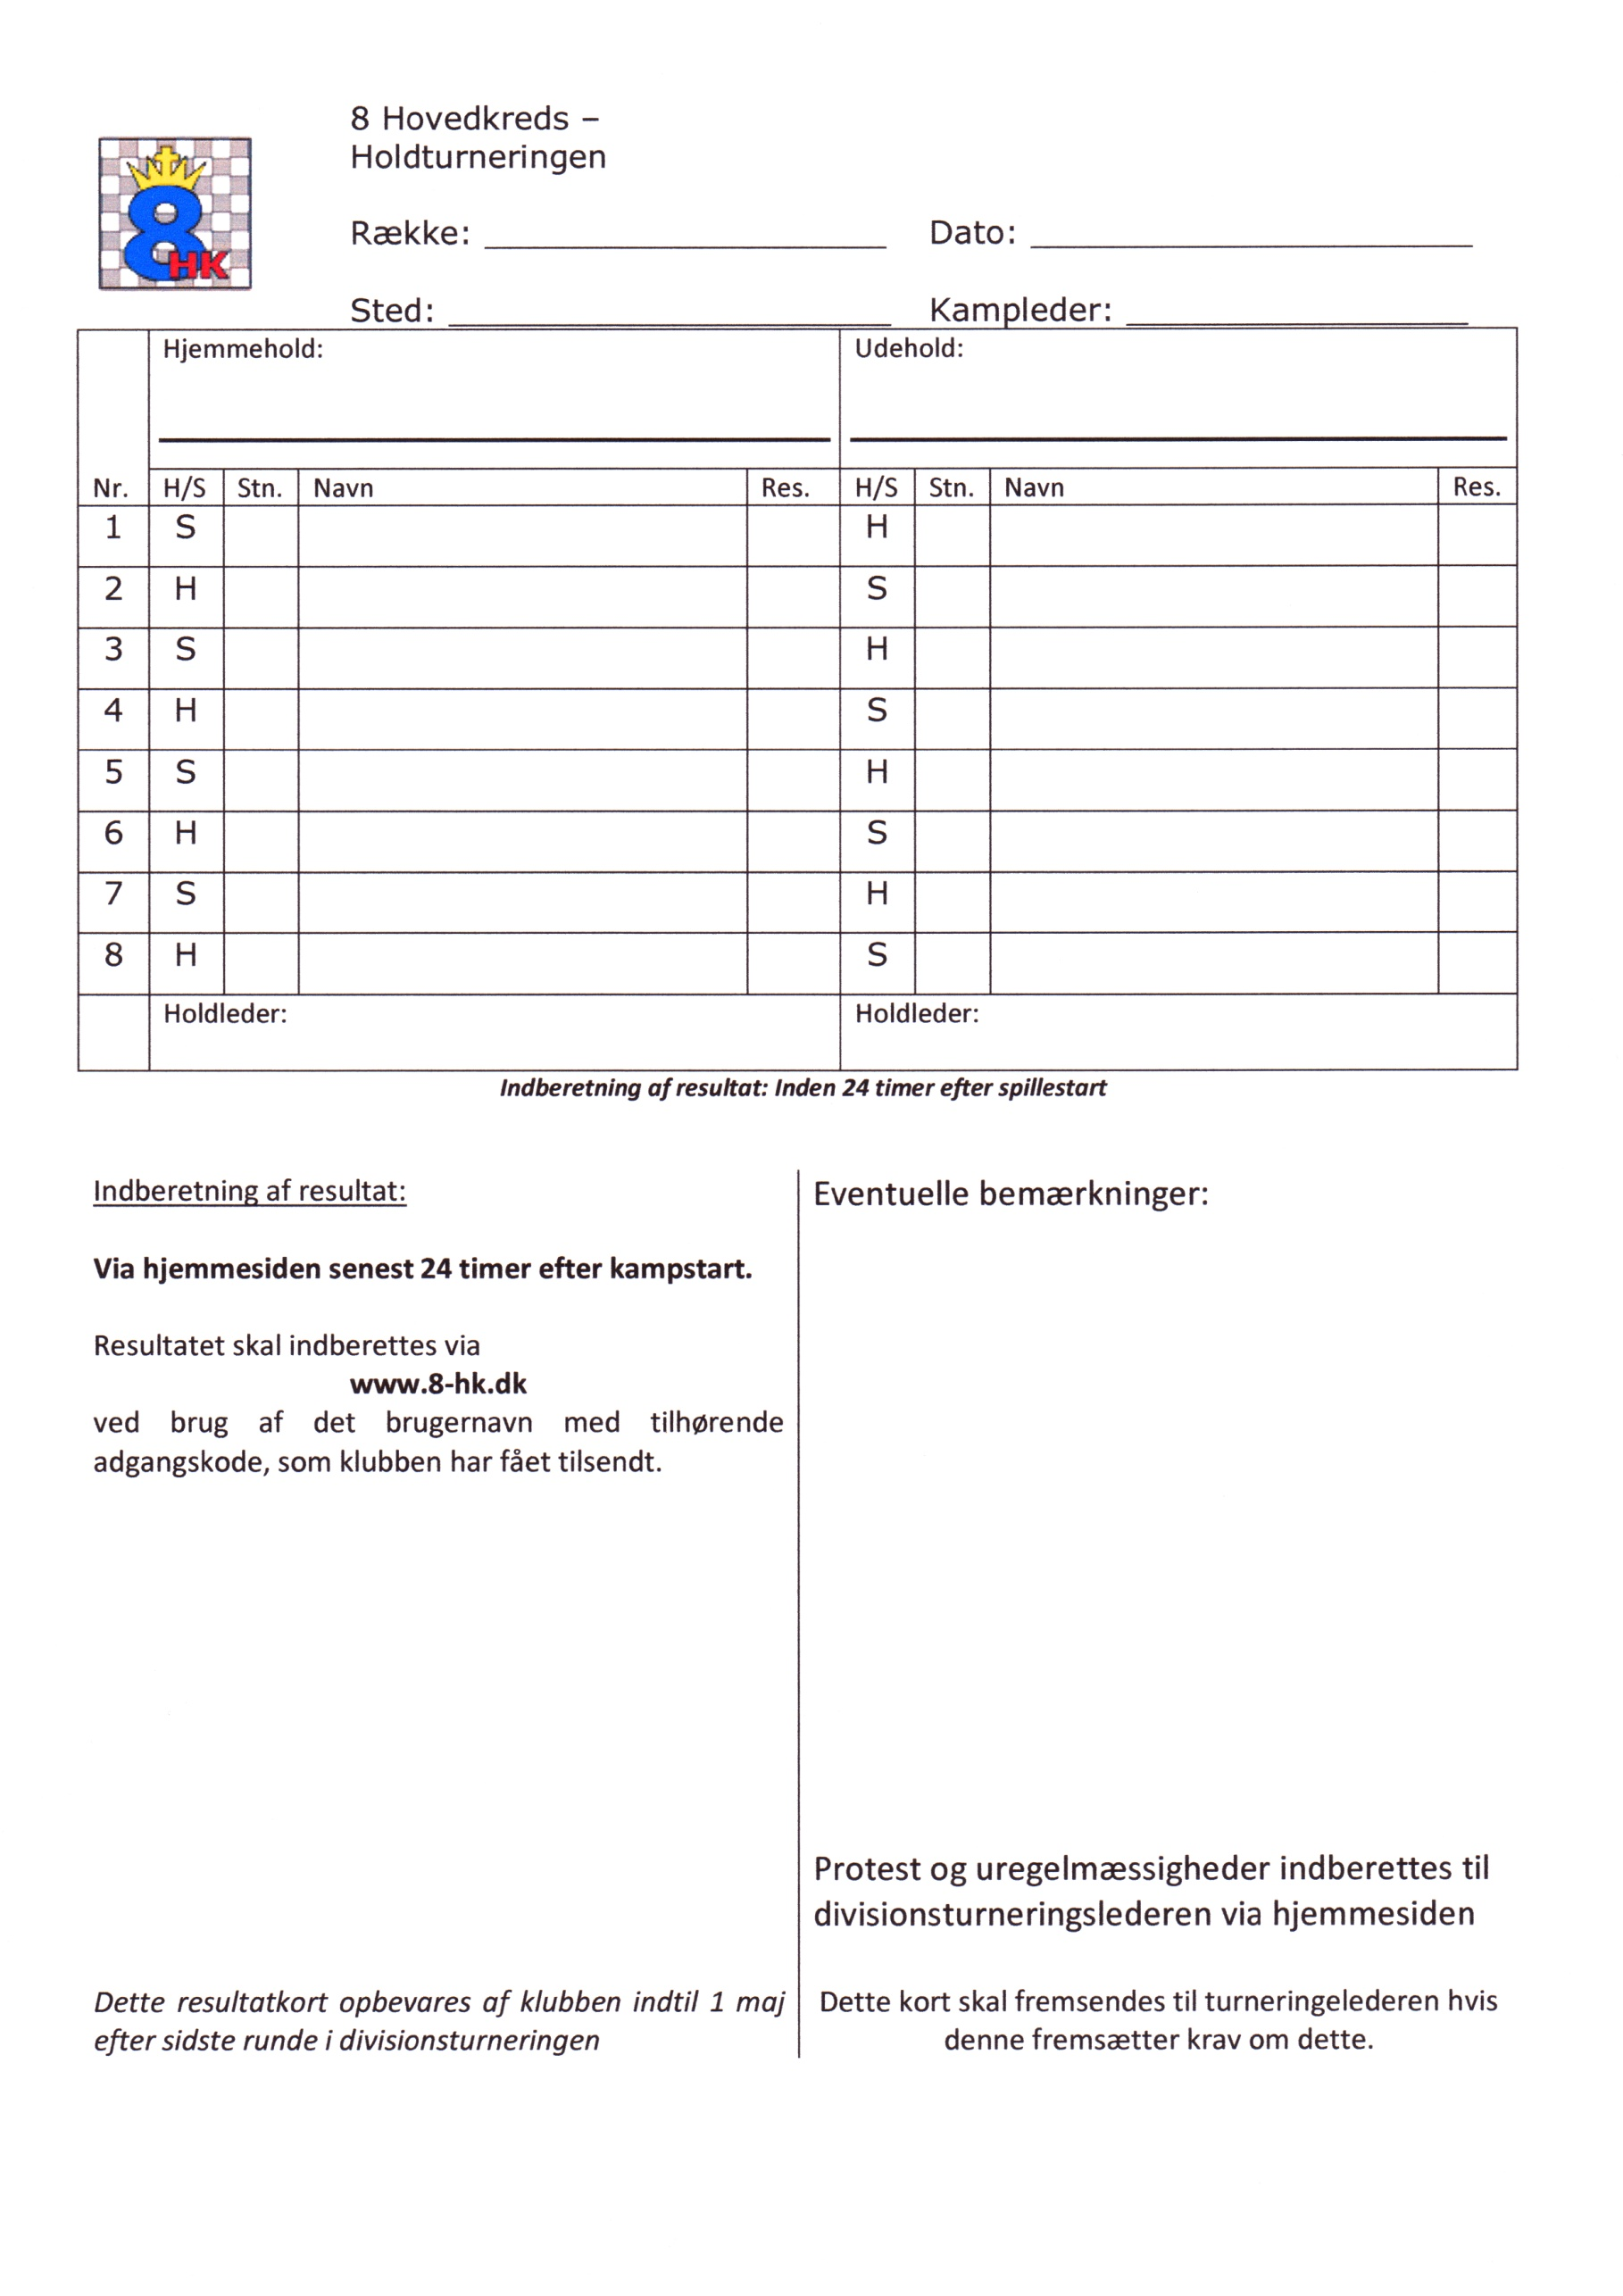 8 Hovedkreds –
Holdturneringen
8
HK
Række: Dato:
Sted: Kampleder:
Hjemmehold: Udehold:
Nr. H/S Stn. Navn Res. H/S Stn. Navn Res.
1 S H
2 H S
3 S H
4 H S
5 S H
6 H S
7 S H
8 H S
Holdleder: Holdleder:
Indberetning af resultat: Inden 24 timer efter spillestart
Indberetning af resultat:
Via hjemmesiden senest 24 timer efter kampstart.
Resultatet skal indberettes via
www.8-hk.dk
ved brug af det brugernavn med tilhørende
adgangskode, som klubben har fået tilsendt.
Dette resultatkort opbevares af klubben indtil 1 maj
efter sidste runde i divisionsturneringen
Eventuelle bemærkninger:
Protest og uregelmæssigheder indberettes til
divisionsturneringslederen via hjemmesiden
Dette kort skal fremsendes til turneringelederen hvis
denne fremsætter krav om dette.